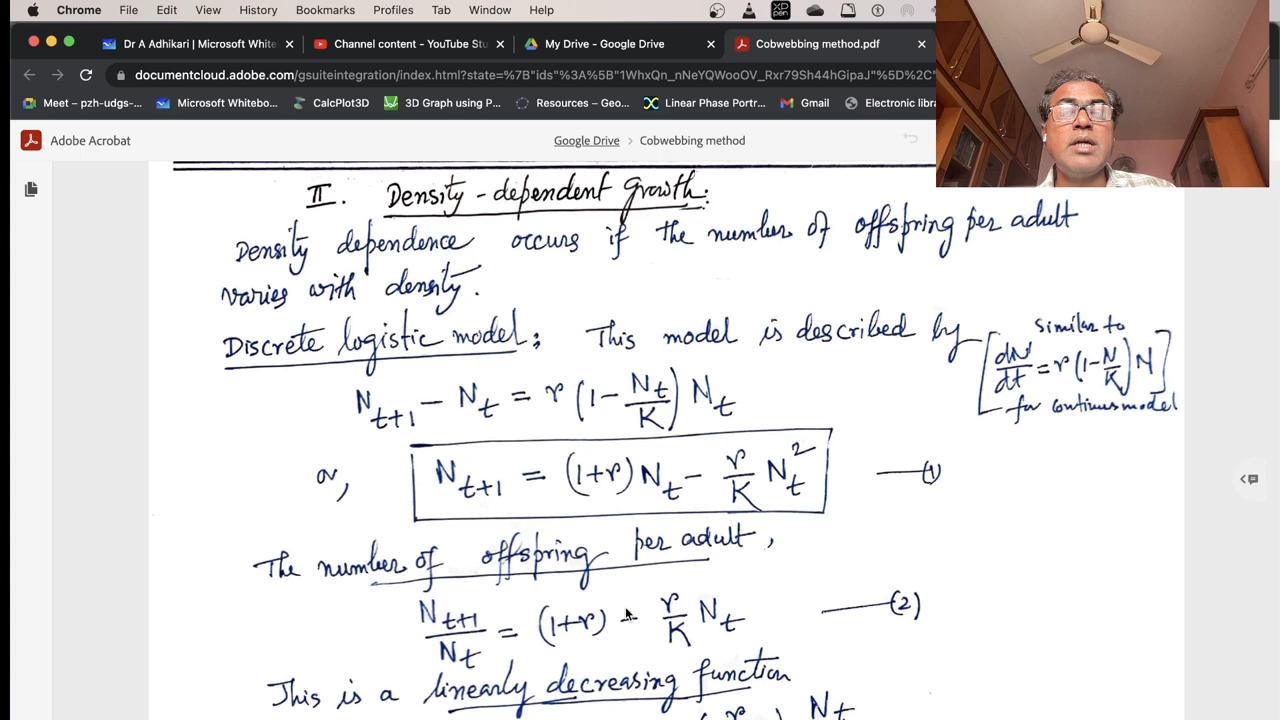 Chrome File Edit View History Bookmarks Profiles Tab Window Help
Dr A Adhikari | Microsoft White
Channel content - YouTube Stu
My Drive - Google Drive
Cobwebbing method.pdf
documentcloud.adobe.com/gsuiteintegration/index.html?state=%7B"ids"%3A%5B"1WhxQn_nNeYQWooOV_Rxr79Sh44hGipaJ"%5D%2C"
Meet – pzh-udgs-... Microsoft Whitebo... CalcPlot3D 3D Graph using P... Resources – Geo... Linear Phase Portr... Gmail Electronic libra
Adobe Acrobat
Google Drive > Cobwebbing method
II. Density-dependent Growth:
Density dependence occurs if the number of offspring per adult
varies with density.
Discrete logistic model: This model is described by
similar to
[dN/dt = r(1-N/K)N]
for continuous model
N_{t+1} - N_t = r(1 - N_t/K) N_t
or, N_{t+1} = (1+r)N_t - r/K N_t^2 —(1)
The number of offspring per adult,
N_{t+1}/N_t = (1+r) - r/K N_t —(2)
This is a linearly decreasing function